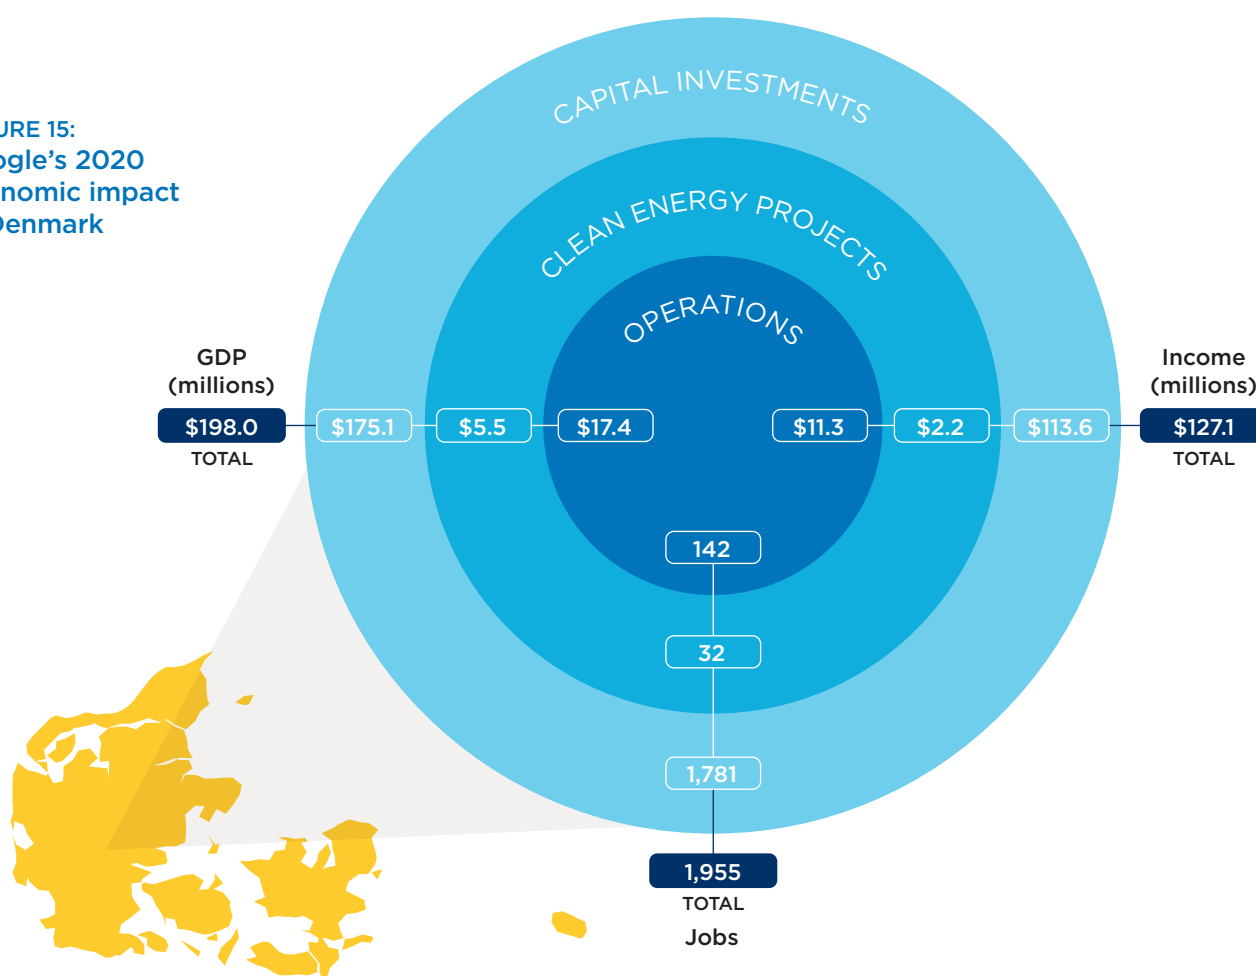 URE 15:
ogle's 2020
nomic impact
Denmark
CAPITAL INVESTMENTS
CLEAN ENERGY PROJECTS
OPERATIONS
GDP
(millions)
$198.0
TOTAL
$175.1
$5.5
$17.4
$11.3
$2.2
$113.6
Income
(millions)
$127.1
TOTAL
142
32
1,781
1,955
TOTAL
Jobs